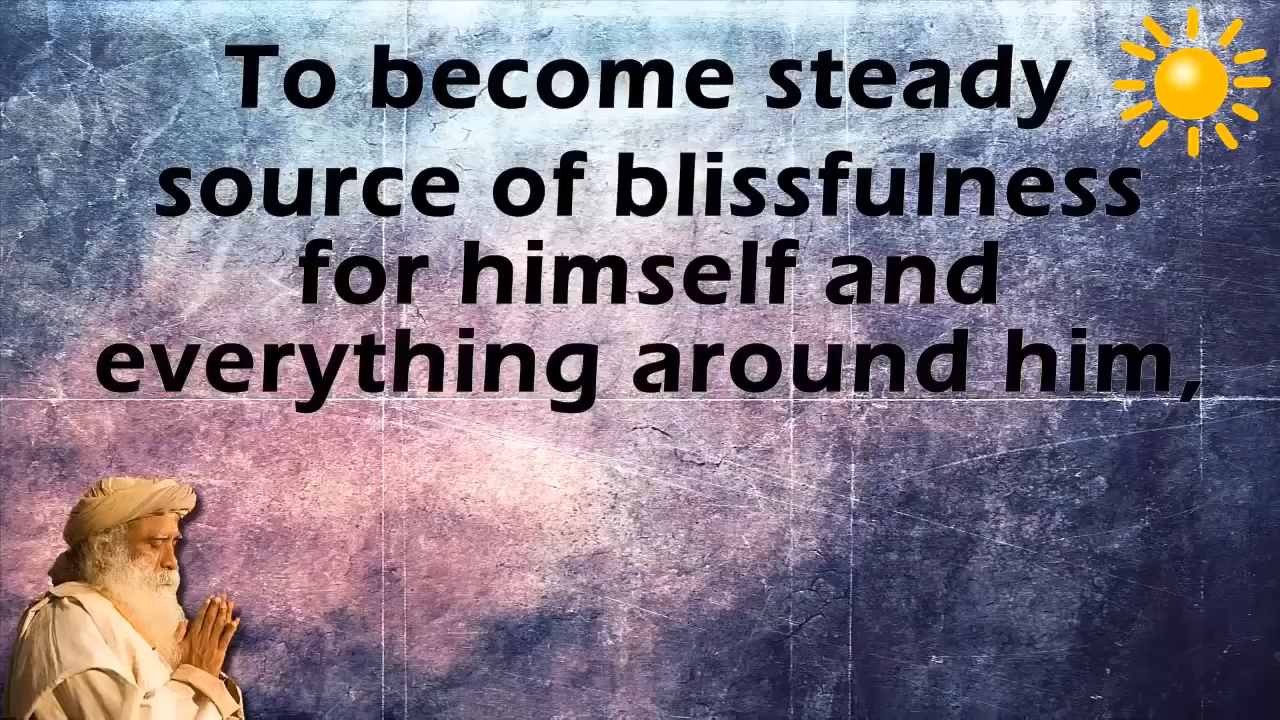 To become steady
source of blissfulness
for himself and
everything around him,